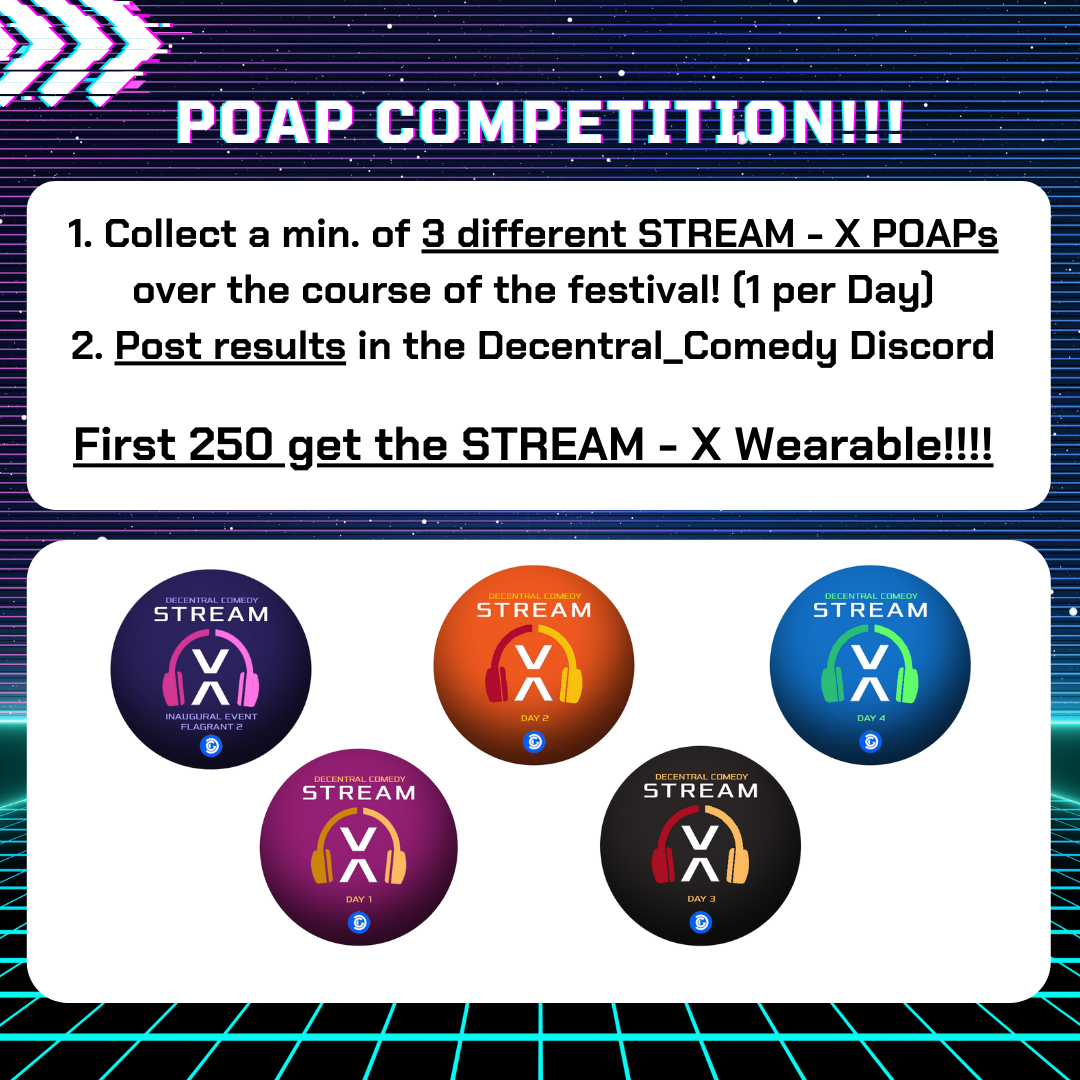 POAP COMPETITION!!!
1. Collect a min. of 3 different STREAM - X POAPs
over the course of the festival! (1 per Day)
2. Post results in the Decentral_Comedy Discord
First 250 get the STREAM - X Wearable!!!!
DECENTRAL COMEDY
STREAM
X
INAUGURAL EVENT
FLAGRANT 2
DECENTRAL COMEDY
STREAM
X
DAY 2
DECENTRAL COMEDY
STREAM
X
DAY 4
DECENTRAL COMEDY
STREAM
X
DAY 1
DECENTRAL COMEDY
STREAM
X
DAY 3